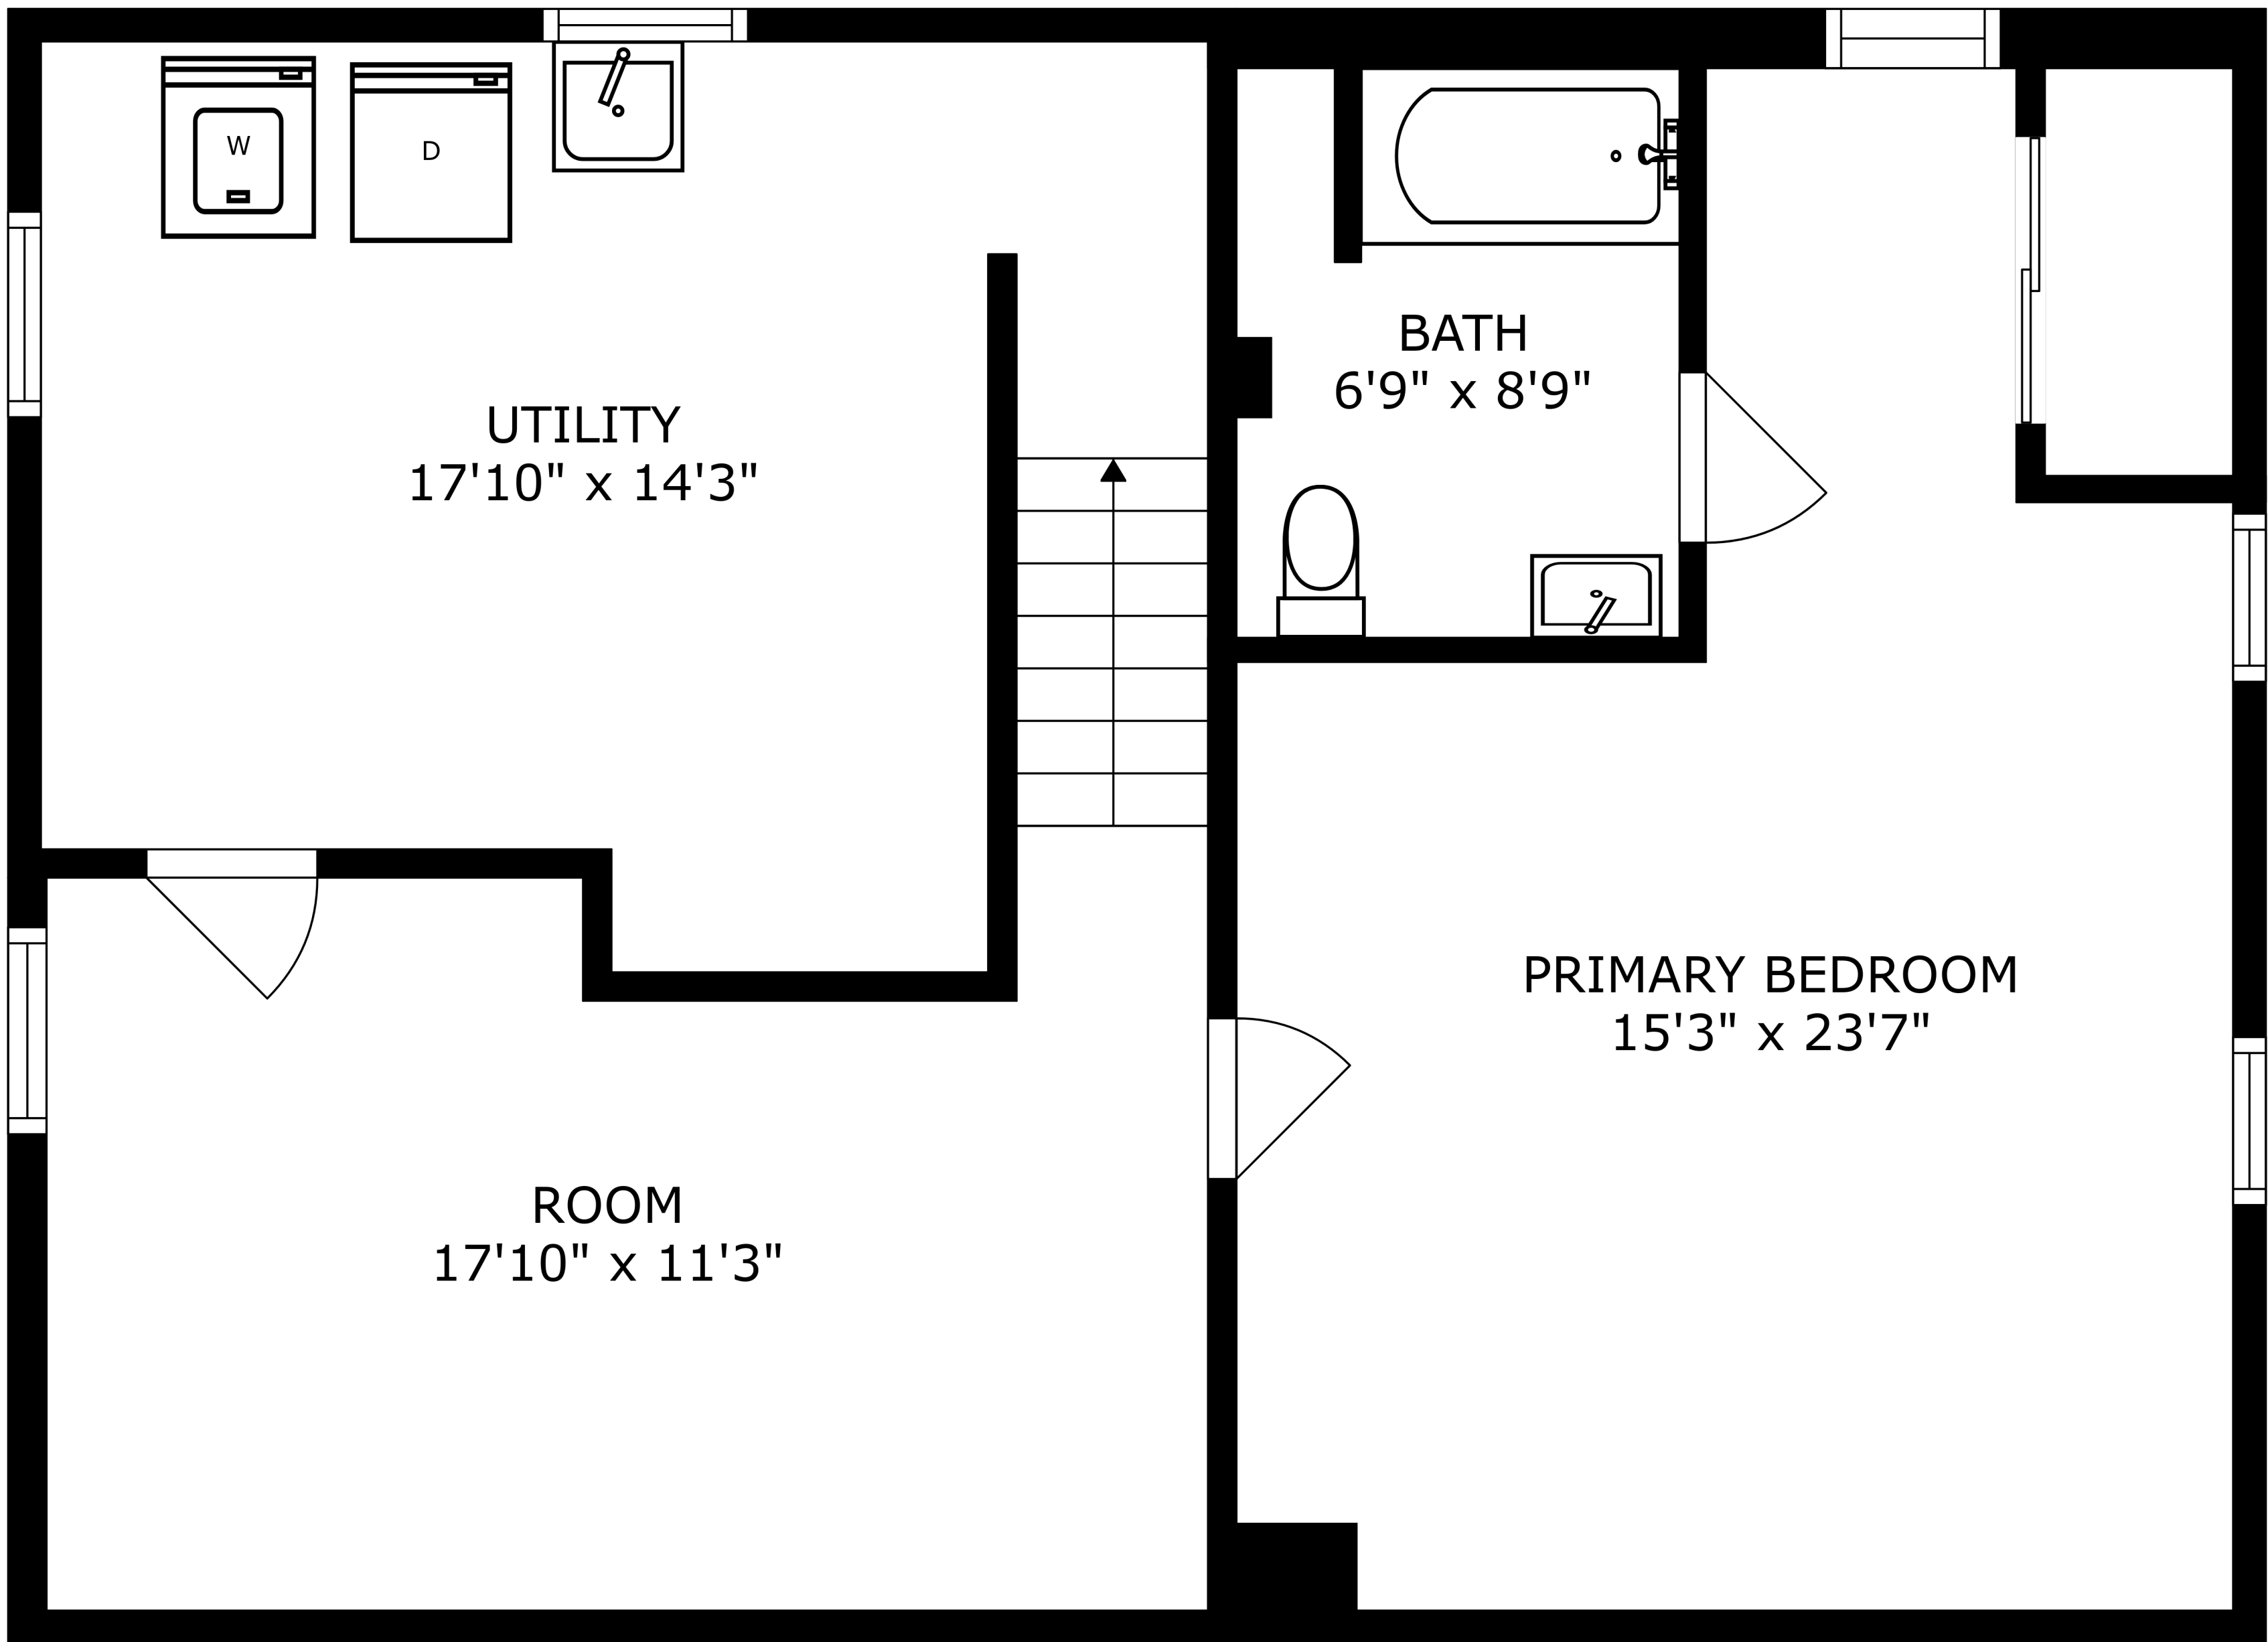 W
D
UTILITY
17'10" x 14'3"
BATH
6'9" x 8'9"
PRIMARY BEDROOM
15'3" x 23'7"
ROOM
17'10" x 11'3"